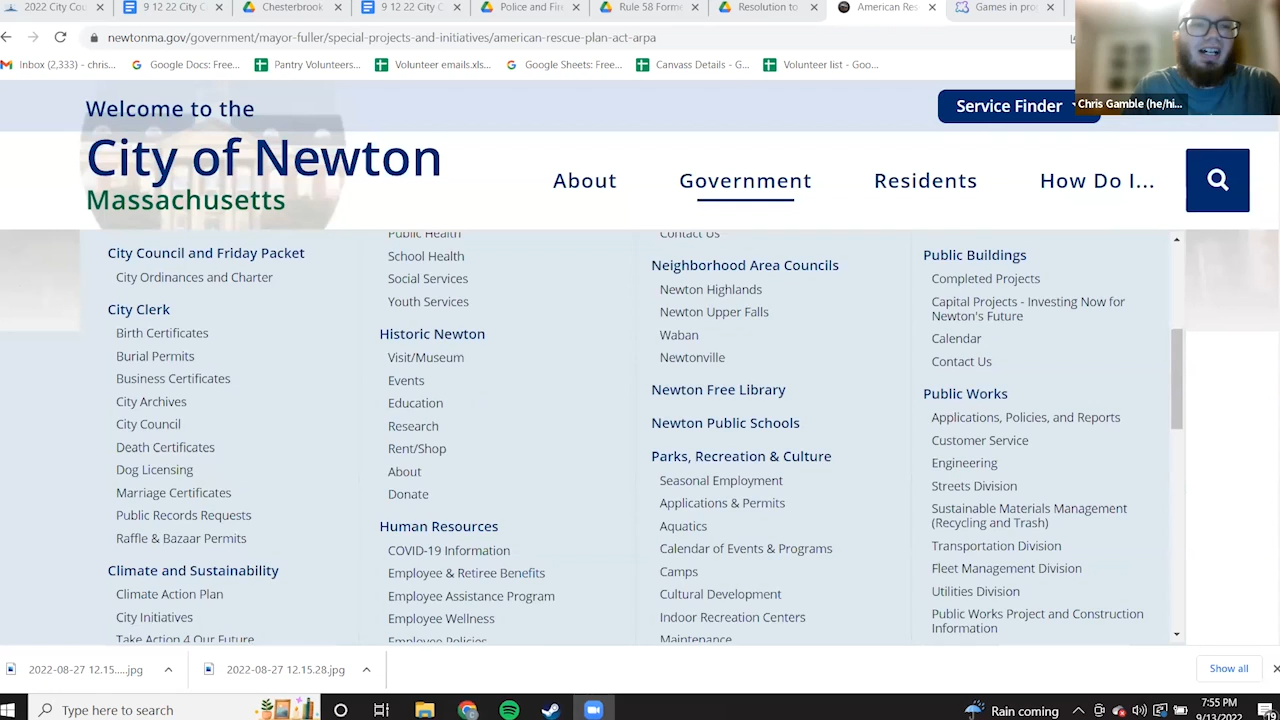 2022 City Cou
9 12 22 City C
Chesterbrook
9 12 22 City C
Police and Fire
Rule 58 Forme
Resolution to
American Res
Games in pro
newtonma.gov/government/mayor-fuller/special-projects-and-initiatives/american-rescue-plan-act-arpa
Inbox (2,333) - chris...
Google Docs: Free...
Pantry Volunteers...
Volunteer emails.xls...
Google Sheets: Free...
Canvass Details - G...
Volunteer list - Goo...
Chris Gamble (he/hi...
Welcome to the
City of Newton
Massachusetts
Service Finder
About
Government
Residents
How Do I...
City Council and Friday Packet
City Ordinances and Charter
City Clerk
Birth Certificates
Burial Permits
Business Certificates
City Archives
City Council
Death Certificates
Dog Licensing
Marriage Certificates
Public Records Requests
Raffle & Bazaar Permits
Climate and Sustainability
Climate Action Plan
City Initiatives
Take Action 4 Our Future
Public Health
School Health
Social Services
Youth Services
Historic Newton
Visit/Museum
Events
Education
Research
Rent/Shop
About
Donate
Human Resources
COVID-19 Information
Employee & Retiree Benefits
Employee Assistance Program
Employee Wellness
Employee Policies
Contact Us
Neighborhood Area Councils
Newton Highlands
Newton Upper Falls
Waban
Newtonville
Newton Free Library
Newton Public Schools
Parks, Recreation & Culture
Seasonal Employment
Applications & Permits
Aquatics
Calendar of Events & Programs
Camps
Cultural Development
Indoor Recreation Centers
Maintenance
Public Buildings
Completed Projects
Capital Projects - Investing Now for
Newton's Future
Calendar
Contact Us
Public Works
Applications, Policies, and Reports
Customer Service
Engineering
Streets Division
Sustainable Materials Management
(Recycling and Trash)
Transportation Division
Fleet Management Division
Utilities Division
Public Works Project and Construction
Information
2022-08-27 12.15.....jpg
2022-08-27 12.15.28.jpg
Show all
Type here to search
Rain coming
7:55 PM
9/13/2022